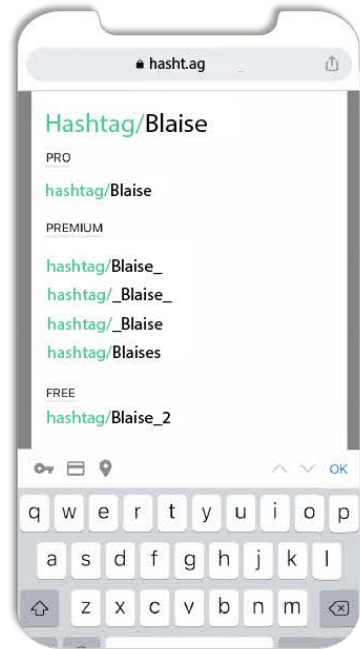 hasht.ag
Hashtag/Blaise
PRO
hashtag/Blaise
PREMIUM
hashtag/Blaise_
hashtag/_Blaise_
hashtag/_Blaise
hashtag/Blaises
FREE
hashtag/Blaise_2
OK
q w e r t y u i o p
a s d f g h j k l
z x c v b n m